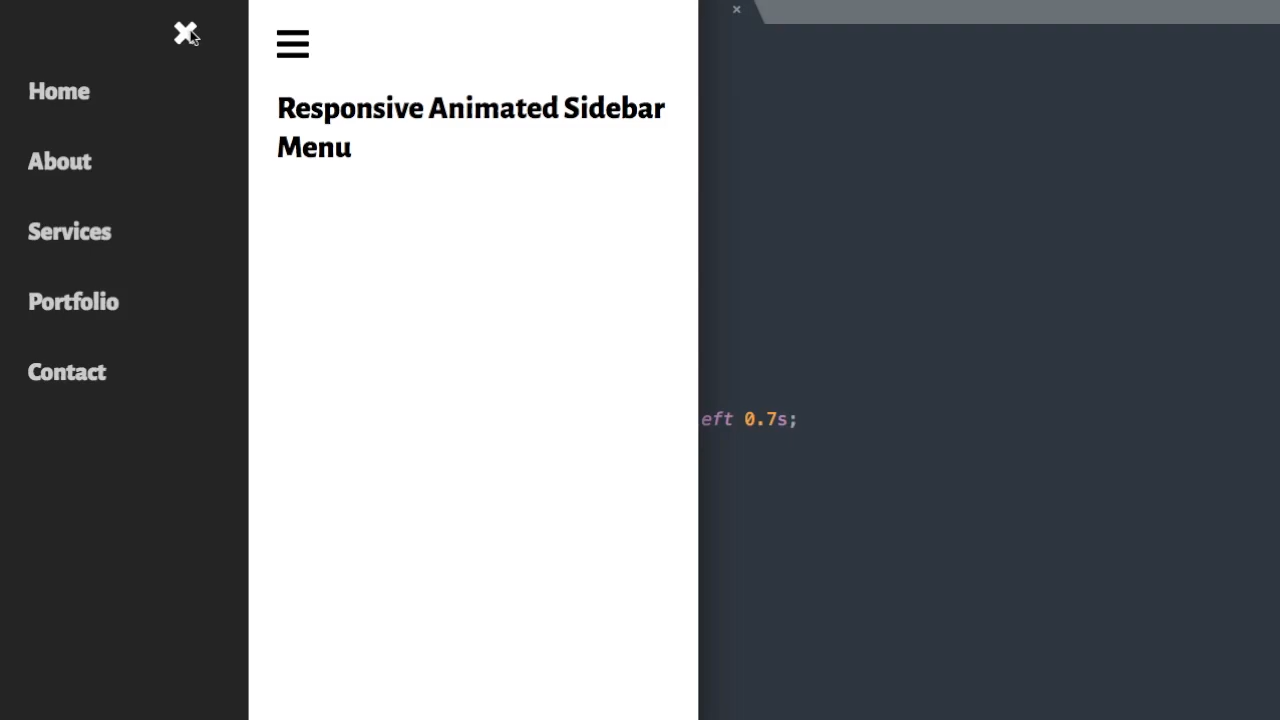 Home
About
Services
Portfolio
Contact
Responsive Animated Sidebar
Menu
eft 0.7s;